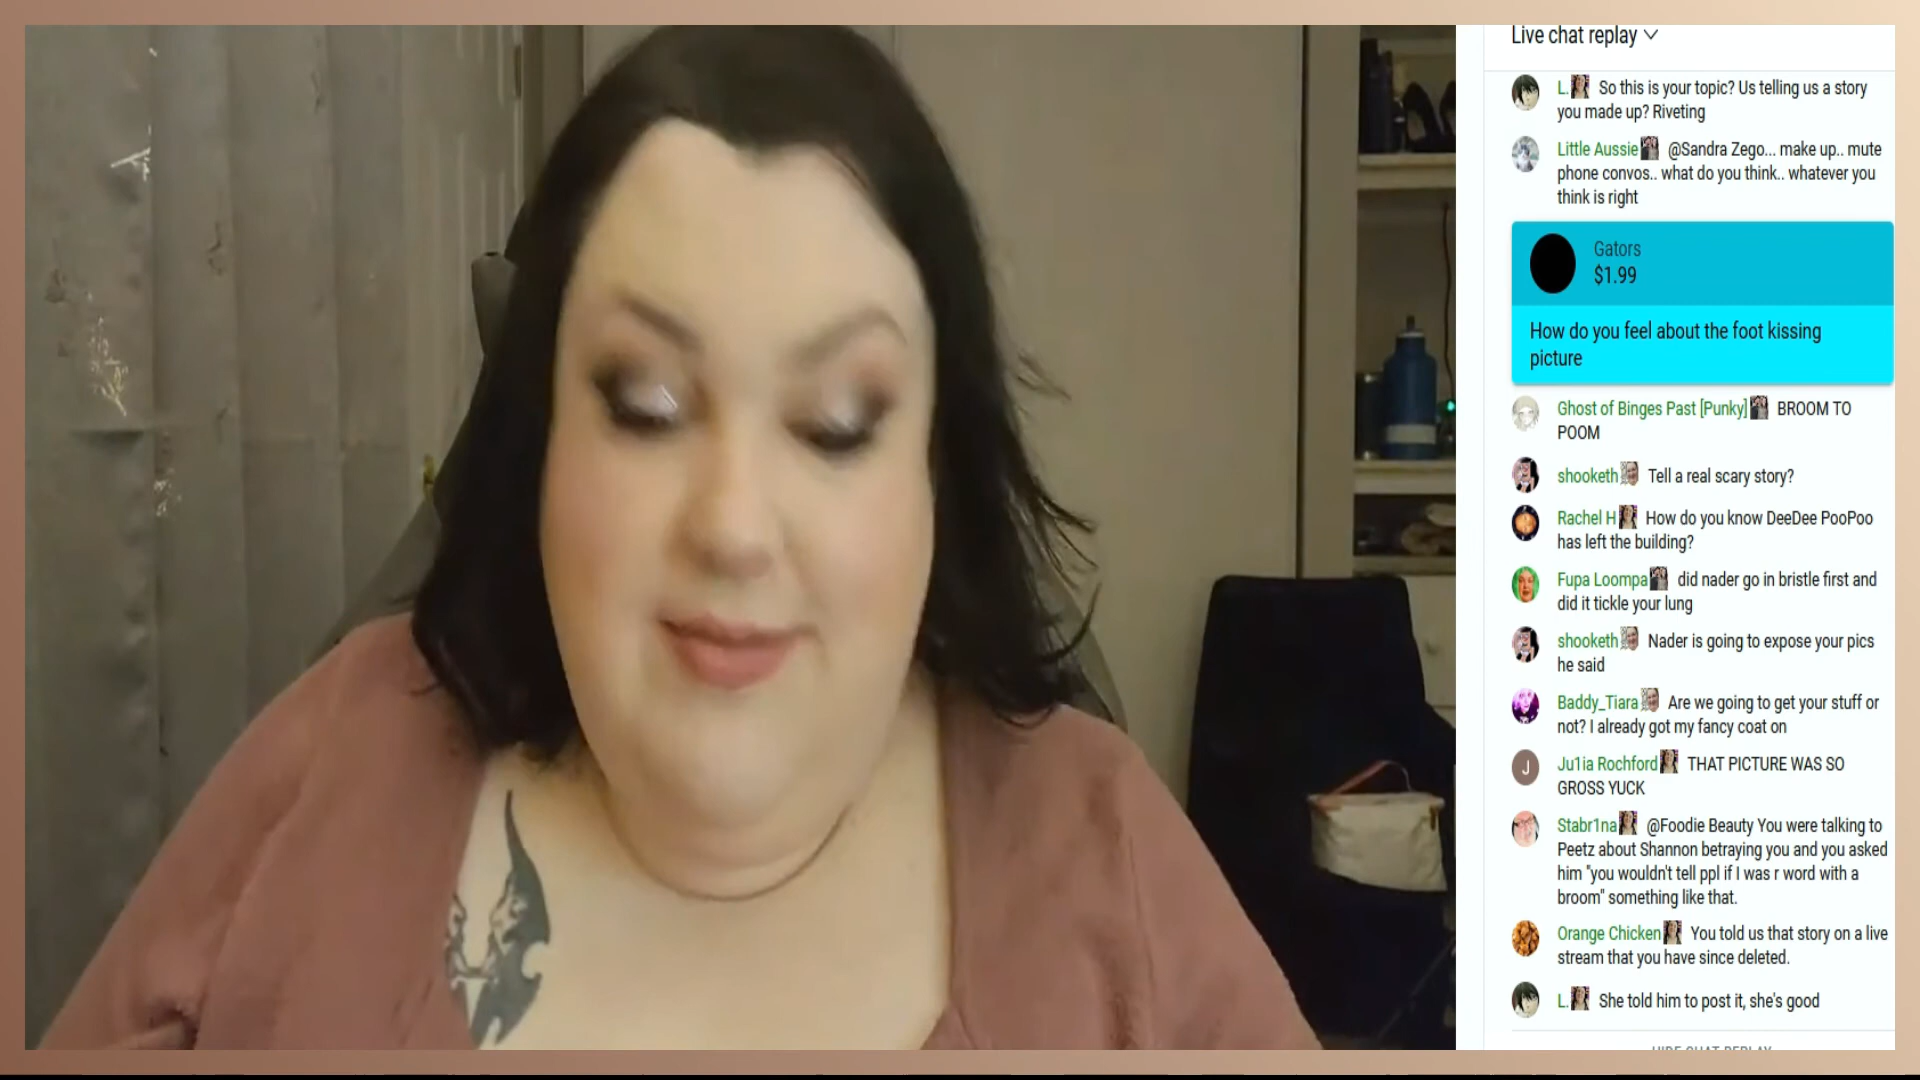 Live chat replay
L. So this is your topic? Us telling us a story
you made up? Riveting
Little Aussie @Sandra Zego... make up.. mute
phone convos.. what do you think.. whatever you
think is right
Gators
$1.99
How do you feel about the foot kissing
picture
Ghost of Binges Past [Punky] BROOM TO
POOM
shooketh Tell a real scary story?
Rachel H How do you know DeeDee PooPoo
has left the building?
Fupa Loompa did nader go in bristle first and
did it tickle your lung
shooketh Nader is going to expose your pics
he said
Baddy_Tiara Are we going to get your stuff or
not? I already got my fancy coat on
J Ju1ia Rochford THAT PICTURE WAS SO
GROSS YUCK
Stabr1na @Foodie Beauty You were talking to
Peetz about Shannon betraying you and you asked
him "you wouldn't tell ppl if I was r word with a
broom" something like that.
Orange Chicken You told us that story on a live
stream that you have since deleted.
L. She told him to post it, she's good
HIDE CHAT REPLAY